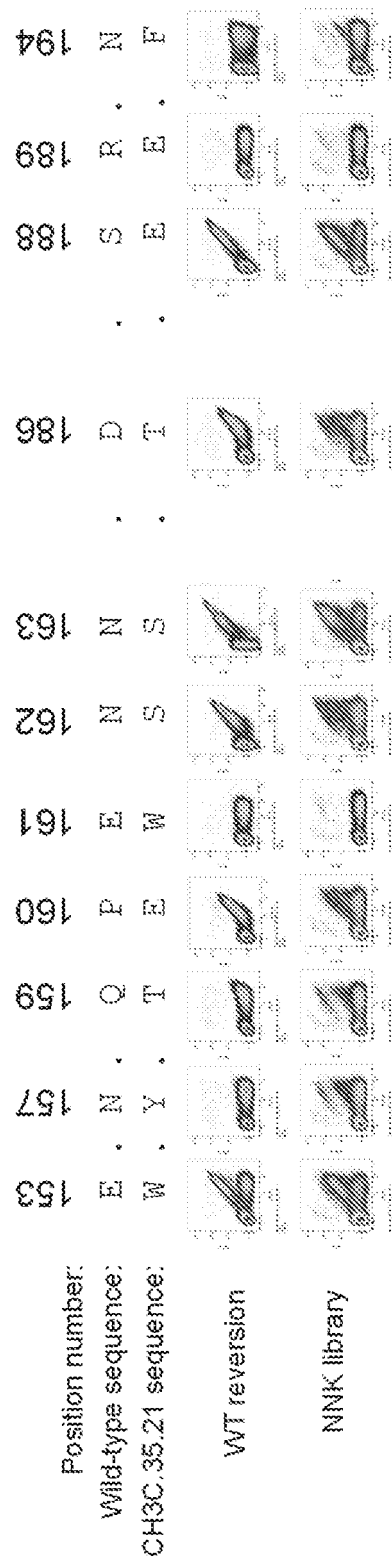 Position number: 153 157 159 160 161 162 163 186 188 189 194
Wild-type sequence: E . N . Q P E N N . D . S R . N
CH3C.35.21 sequence: W . Y . T E W S S . T . E E . F
WT reversion
NNK library